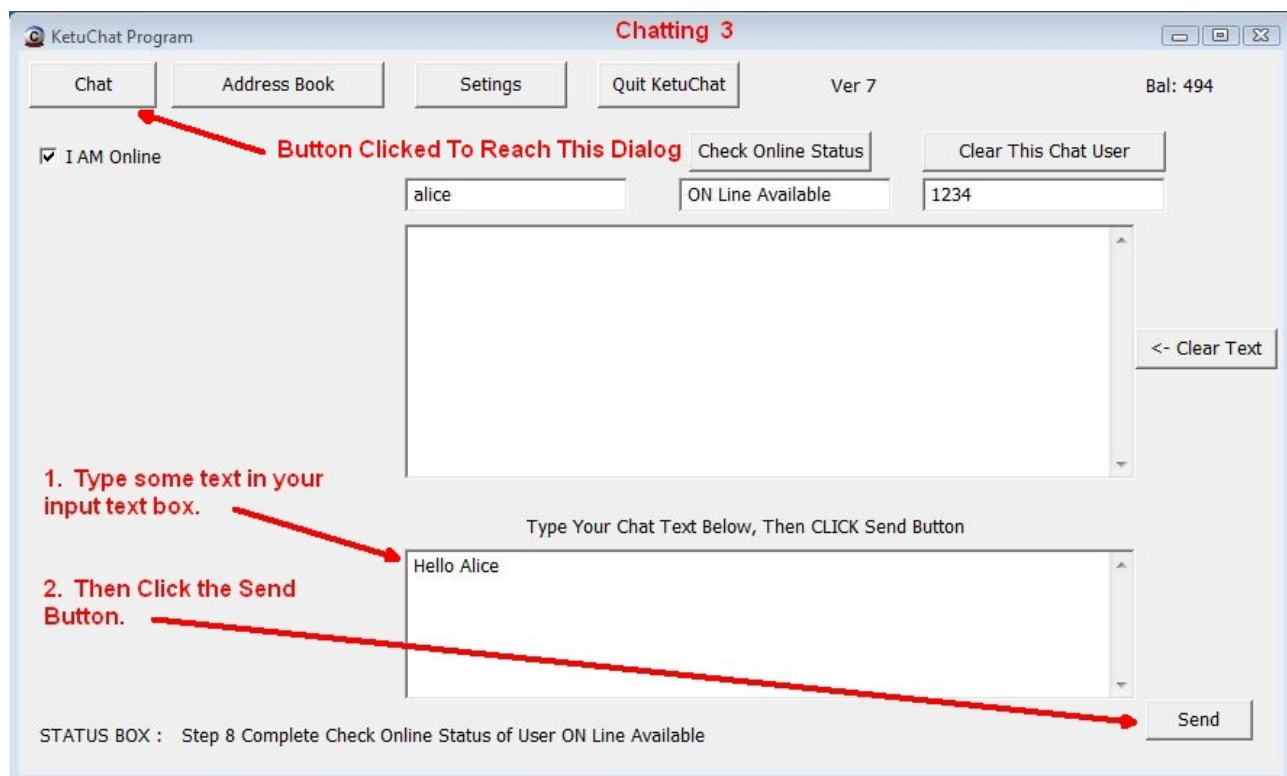 KetuChat Program
Chatting 3
Chat
Address Book
Setings
Quit KetuChat
Ver 7
Bal: 494
I AM Online
Button Clicked To Reach This Dialog
Check Online Status
Clear This Chat User
alice
ON Line Available
1234
<- Clear Text
1. Type some text in your
input text box.
Type Your Chat Text Below, Then CLICK Send Button
Hello Alice
2. Then Click the Send
Button.
Send
STATUS BOX : Step 8 Complete Check Online Status of User ON Line Available